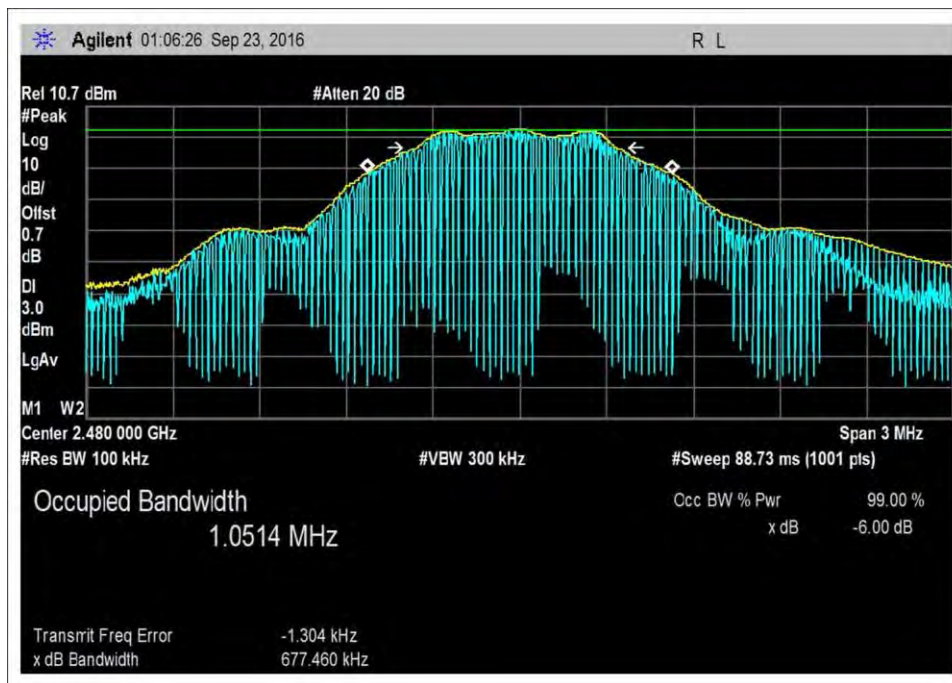 Agilent 01:06:26 Sep 23, 2016 R L
Rel 10.7 dBm #Atten 20 dB
#Peak
Log
10
dB/
Offst
0.7
dB
DI
3.0
dBm
LgAv
M1 W2
Center 2.480 000 GHz Span 3 MHz
#Res BW 100 kHz #VBW 300 kHz #Sweep 88.73 ms (1001 pts)
Occupied Bandwidth Occ BW % Pwr 99.00 %
1.0514 MHz x dB -6.00 dB
Transmit Freq Error -1.304 kHz
x dB Bandwidth 677.460 kHz